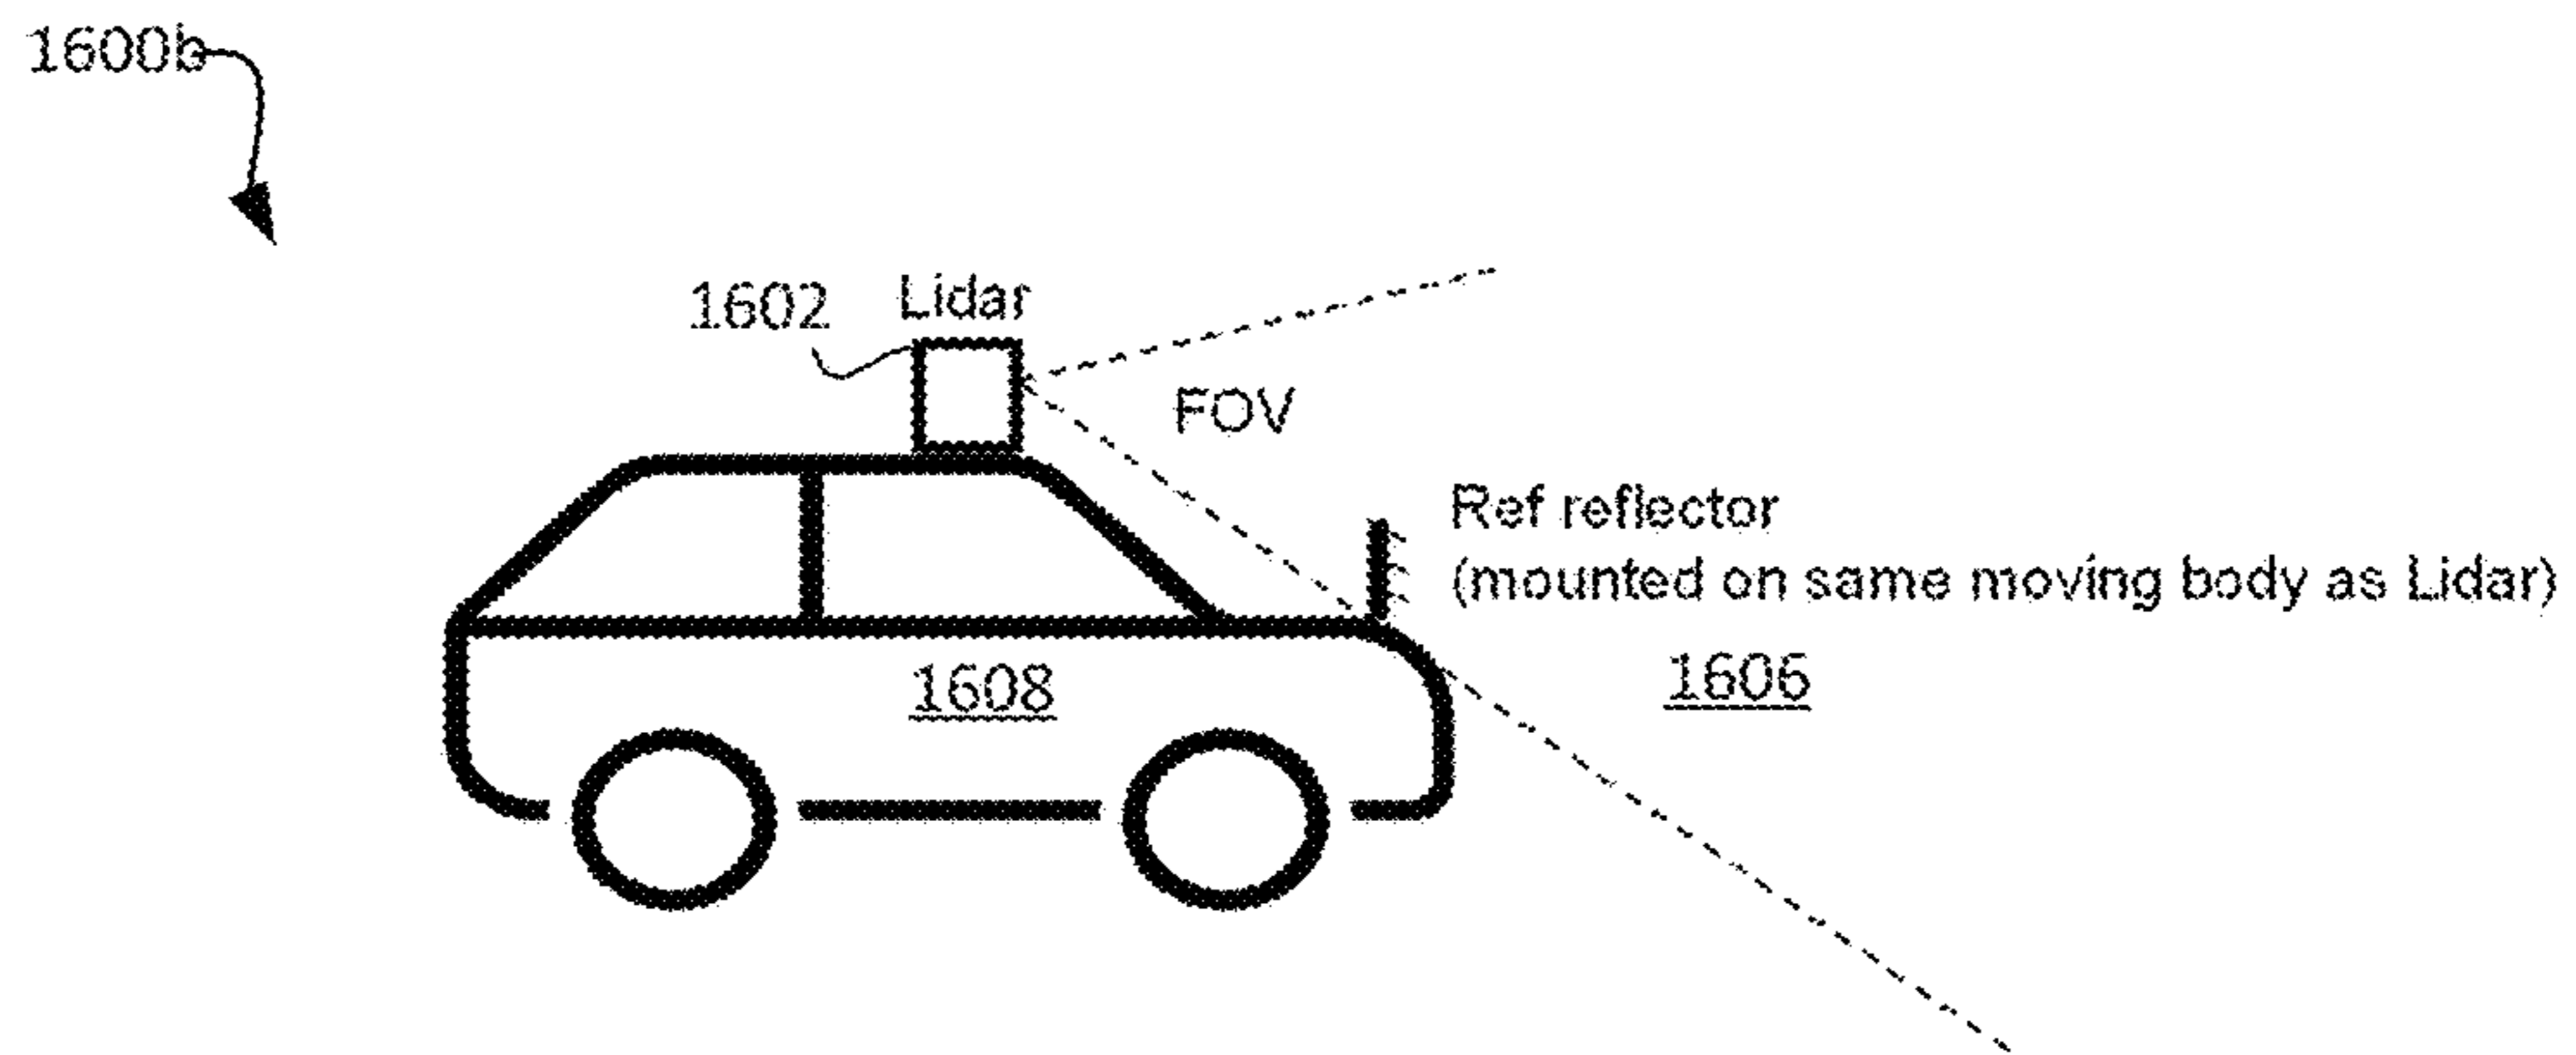 1600b
1602 Lidar
FOV
Ref reflector
(mounted on same moving body as Lidar)
1606
1608